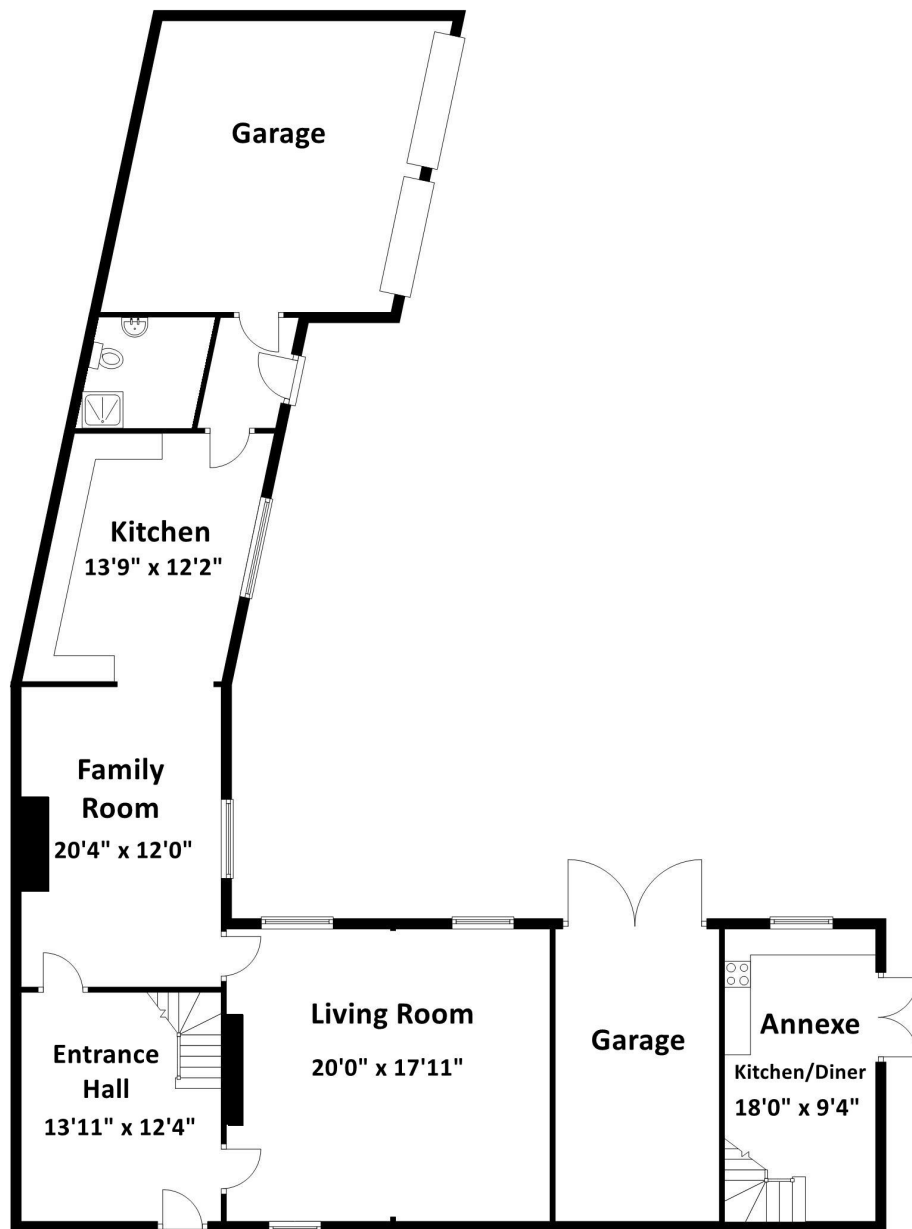 Garage
Kitchen
13'9" x 12'2"
Family
Room
20'4" x 12'0"
Entrance
Hall
13'11" x 12'4"
Living Room
20'0" x 17'11"
Garage
Annexe
Kitchen/Diner
18'0" x 9'4"